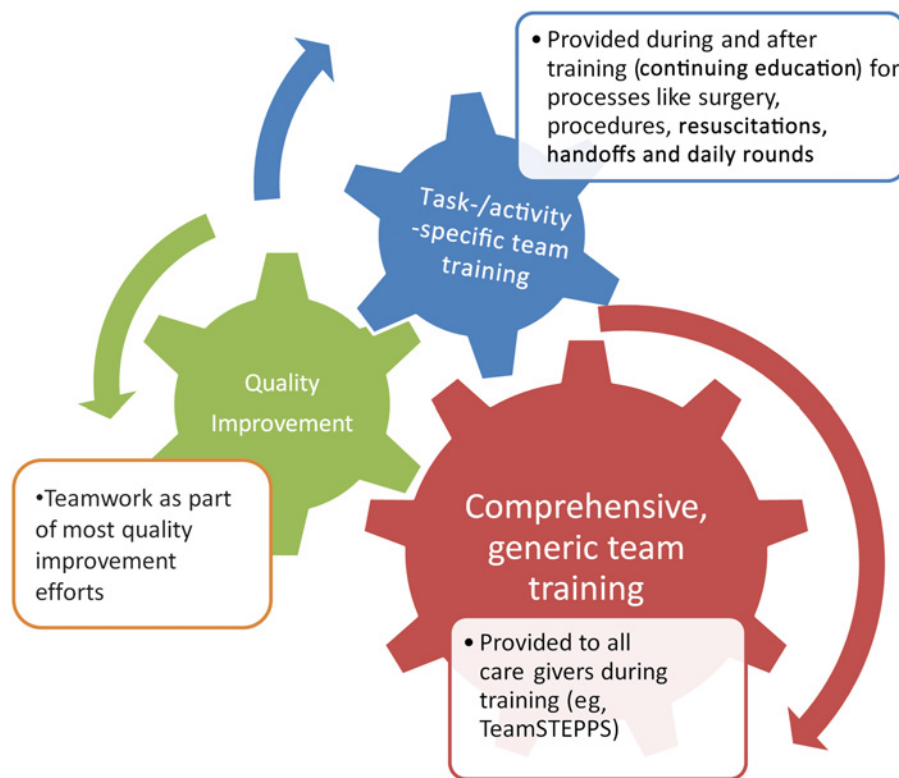 • Provided during and after
training (continuing education) for
processes like surgery,
procedures, resuscitations,
handoffs and daily rounds
Task-/activity
-specific team
training
Quality
Improvement
•Teamwork as part
of most quality
improvement
efforts
Comprehensive,
generic team
training
• Provided to all
care givers during
training (eg,
TeamSTEPPS)